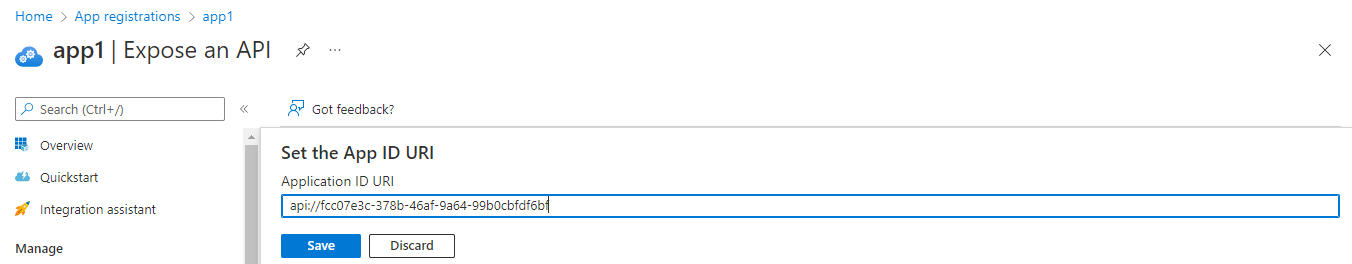 Home > App registrations > app1
app1 | Expose an API ...
Search (Ctrl+/) «
Got feedback?
Overview
Quickstart
Integration assistant
Manage
Set the App ID URI
Application ID URI
api://fcc07e3c-378b-46af-9a64-99b0cbfdf6bf
Save Discard